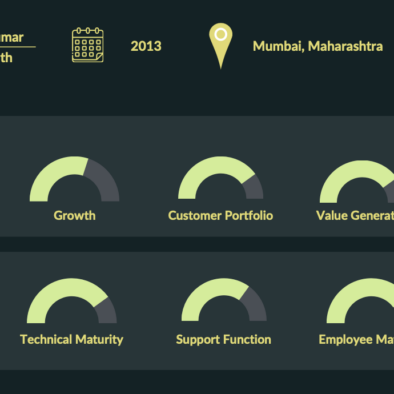 mar
2013
Mumbai, Maharashtra
th
Growth
Customer Portfolio
Value Generat
Technical Maturity
Support Function
Employee Ma